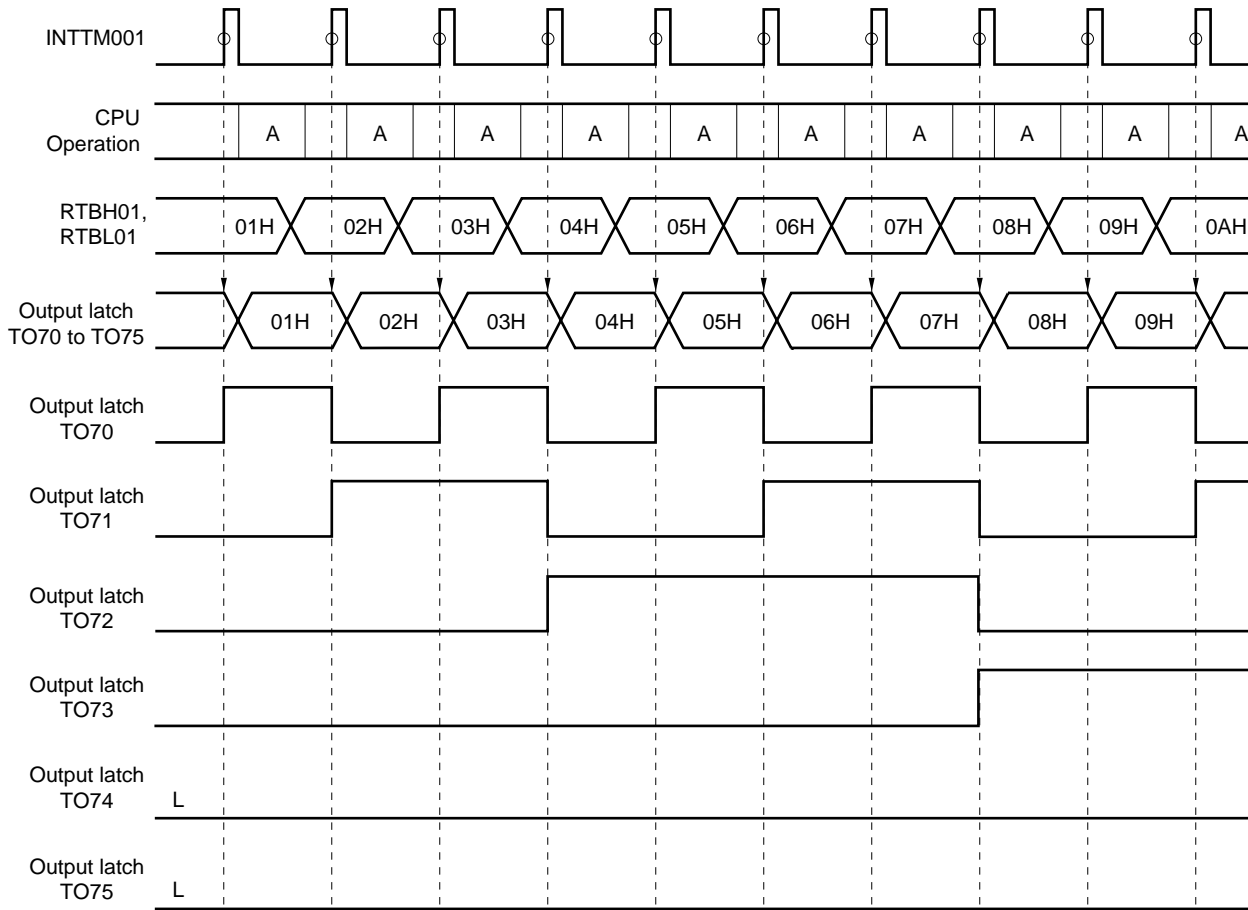 INTTM001
CPU
Operation
A A A A A A A A A A
RTBH01,
RTBL01
01H 02H 03H 04H 05H 06H 07H 08H 09H 0AH
Output latch
TO70 to TO75
01H 02H 03H 04H 05H 06H 07H 08H 09H
Output latch
TO70
Output latch
TO71
Output latch
TO72
Output latch
TO73
Output latch
TO74
L
Output latch
TO75
L